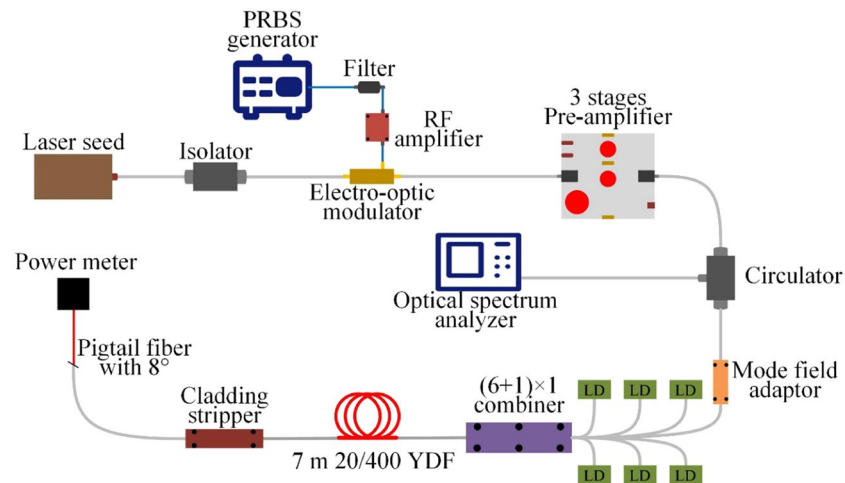 PRBS
generator
Filter
3 stages
Pre-amplifier
RF
amplifier
Laser seed
Isolator
Electro-optic
modulator
Power meter
Circulator
Optical spectrum
analyzer
Pigtail fiber
with 8°
Mode field
adaptor
Cladding
stripper
(6+1)×1
combiner
LD
LD
LD
7 m 20/400 YDF
LD
LD
LD